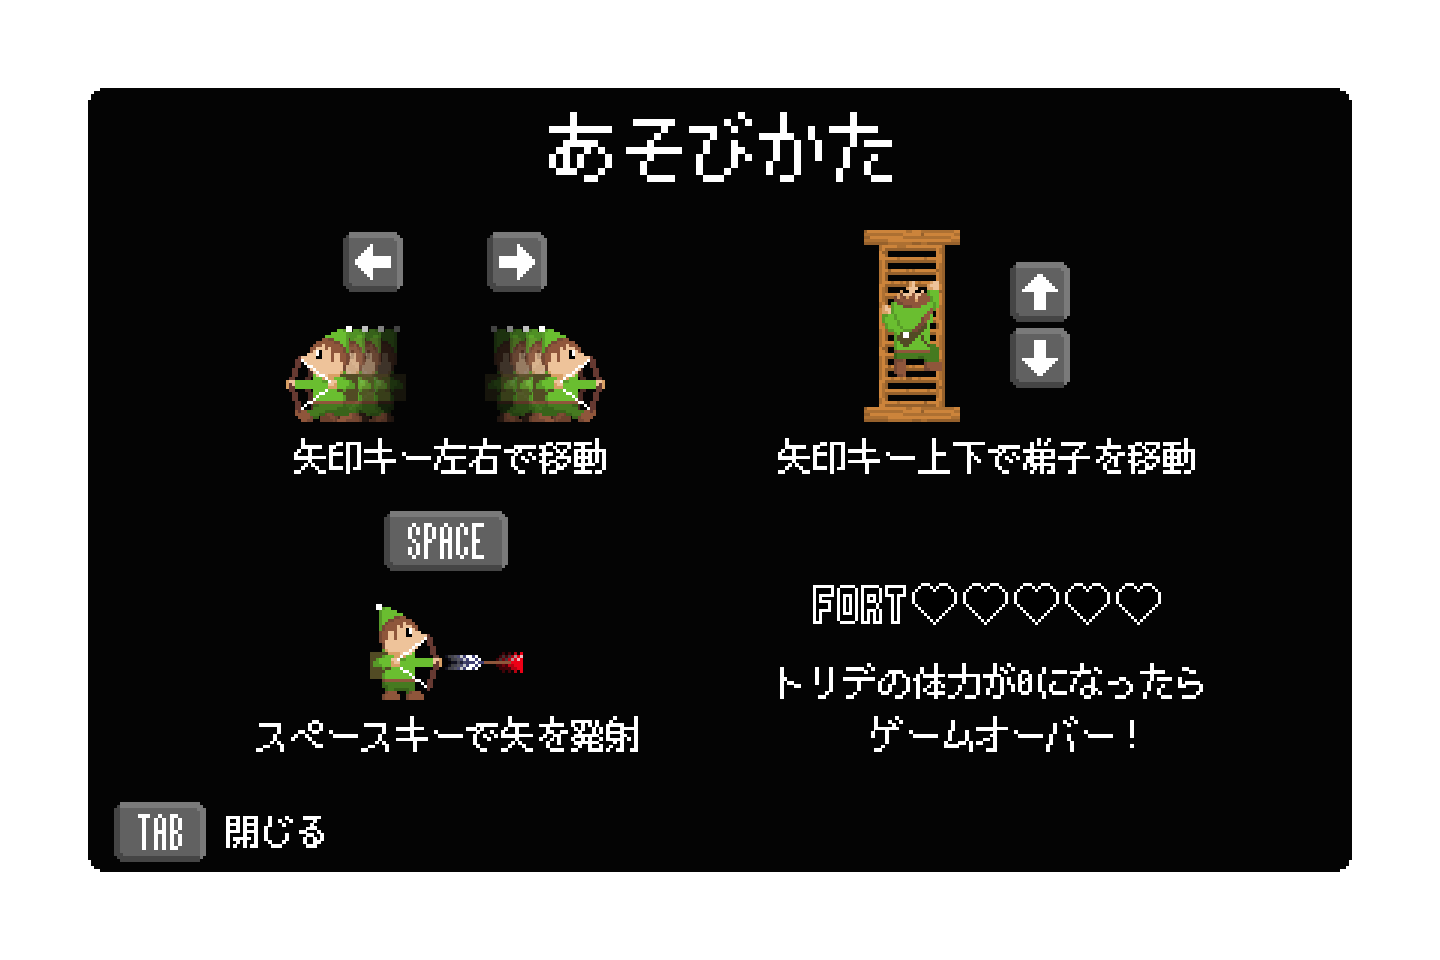 あそびかた
矢印キー左右で移動
矢印キー上下で梯子を移動
SPACE
スペースキーで矢を発射
FORT
トリデの体力が0になったら
ゲームオーバー！
TAB 閉じる